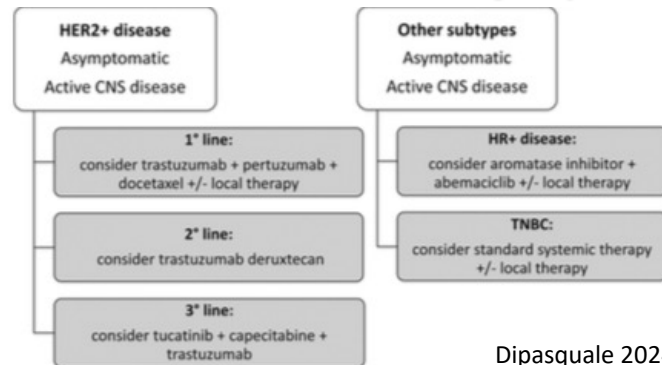 HER2+ disease
Asymptomatic
Active CNS disease
1° line:
consider trastuzumab + pertuzumab +
docetaxel +/- local therapy
2° line:
consider trastuzumab deruxtecan
3° line:
consider tucatinib + capecitabine +
trastuzumab
Other subtypes
Asymptomatic
Active CNS disease
HR+ disease:
consider aromatase inhibitor +
abemaciclib +/- local therapy
TNBC:
consider standard systemic therapy
+/- local therapy
Dipasquale